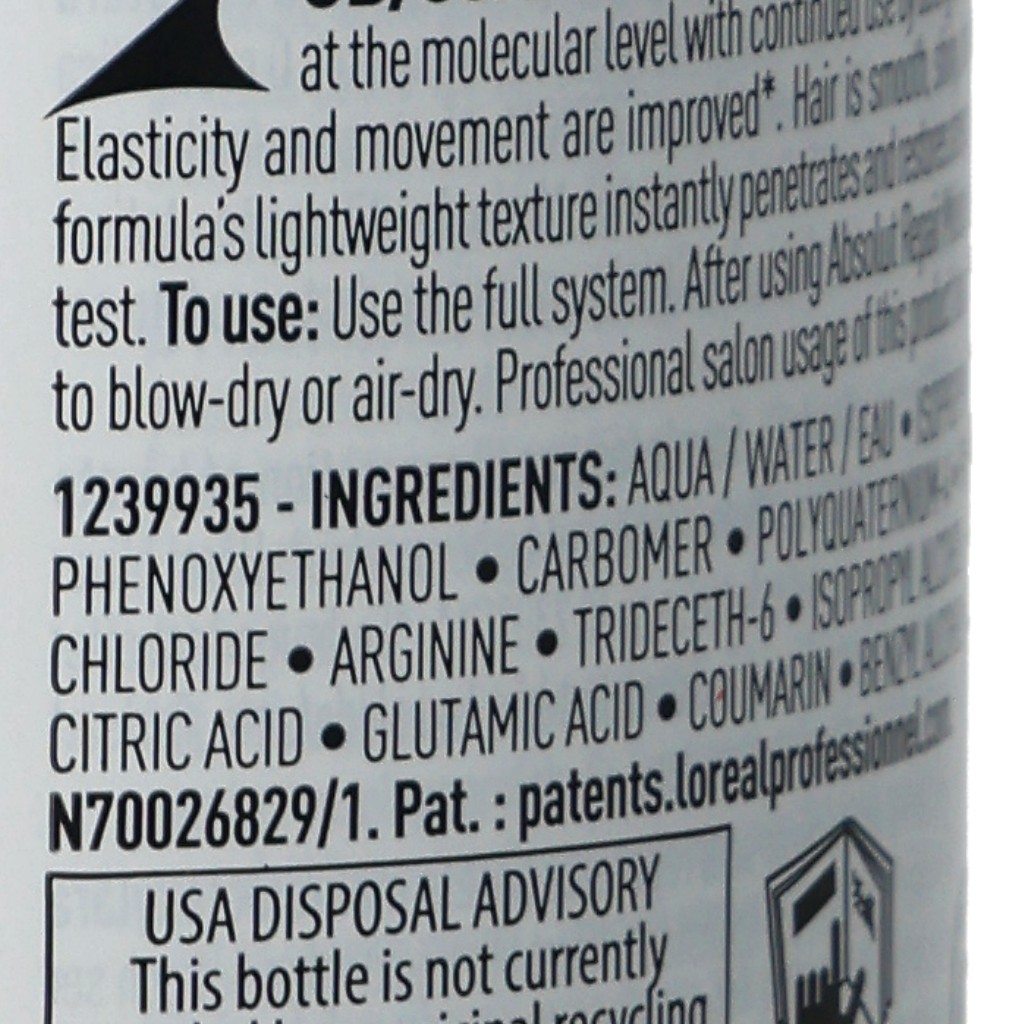 at the molecular level with continued use
Elasticity and movement are improved*. Hair is smooth,
formula's lightweight texture instantly penetrates and
test. To use: Use the full system. After using Absolut Repair
to blow-dry or air-dry. Professional salon usage of this product
1239935 - INGREDIENTS: AQUA / WATER / EAU •
PHENOXYETHANOL • CARBOMER • POLYQUATERNIUM-
CHLORIDE • ARGININE • TRIDECETH-6 • ISOPROPYL
CITRIC ACID • GLUTAMIC ACID • COUMARIN • BENZYL
N70026829/1. Pat. : patents.lorealprofessionnel.com
USA DISPOSAL ADVISORY
This bottle is not currently
recycling